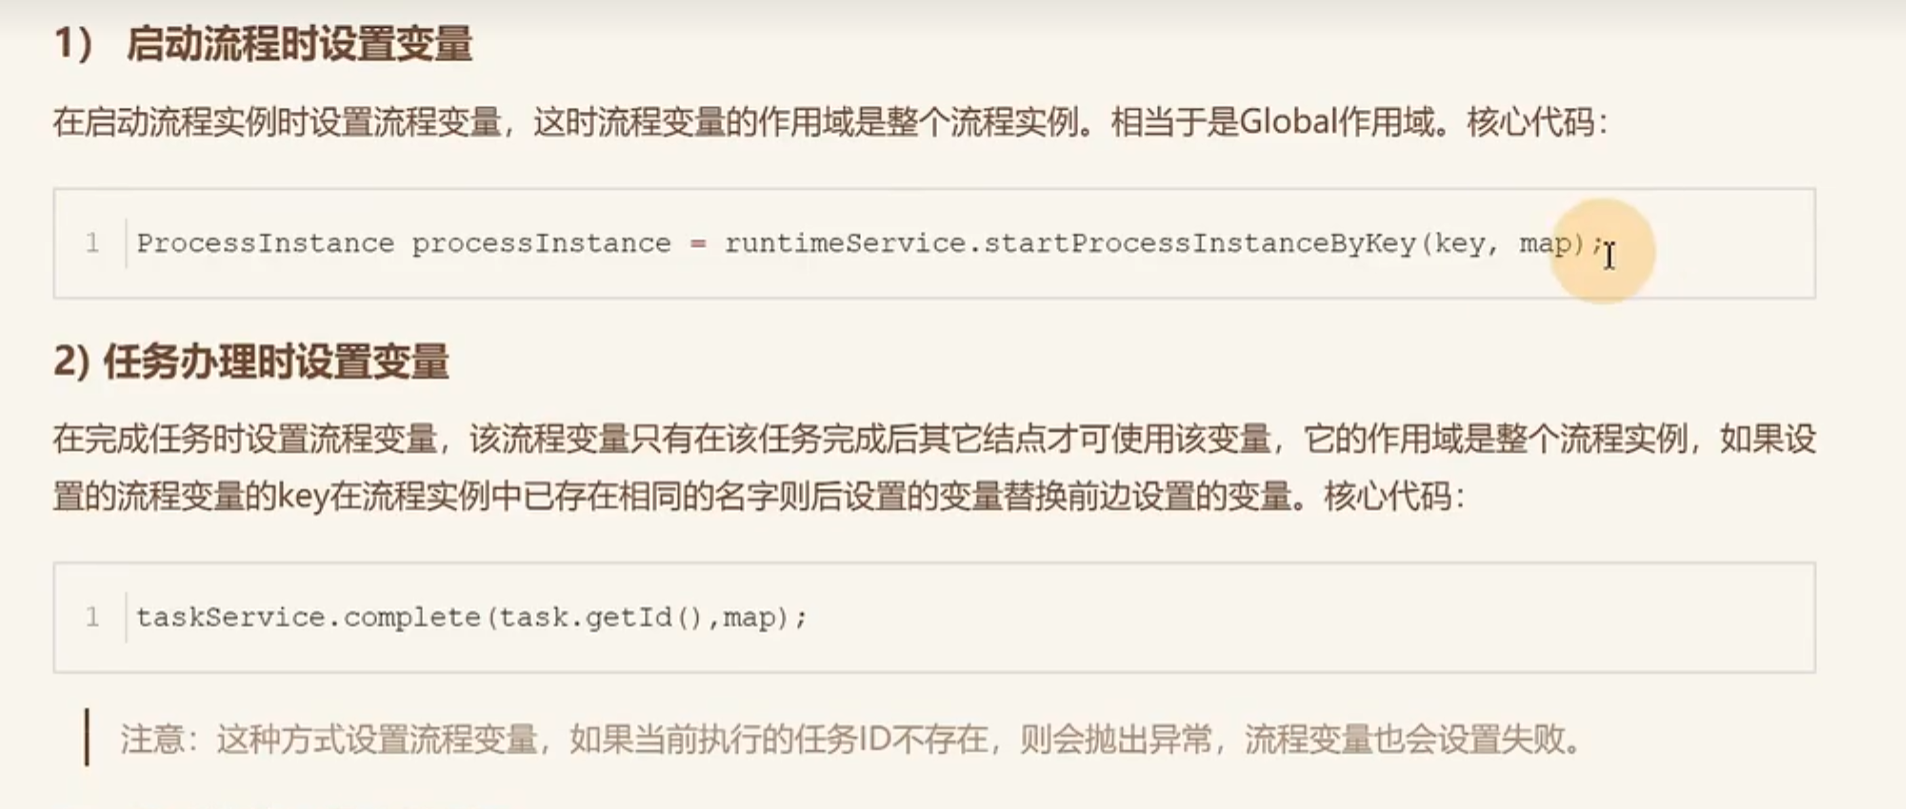 1） 启动流程时设置变量
在启动流程实例时设置流程变量，这时流程变量的作用域是整个流程实例。相当于是Global作用域。核心代码：
1 ProcessInstance processInstance = runtimeService.startProcessInstanceByKey(key, map);
2) 任务办理时设置变量
在完成任务时设置流程变量，该流程变量只有在该任务完成后其它结点才可使用该变量，它的作用域是整个流程实例，如果设
置的流程变量的key在流程实例中已存在相同的名字则后设置的变量替换前边设置的变量。核心代码：
1 taskService.complete(task.getId(),map);
注意：这种方式设置流程变量，如果当前执行的任务ID不存在，则会抛出异常，流程变量也会设置失败。